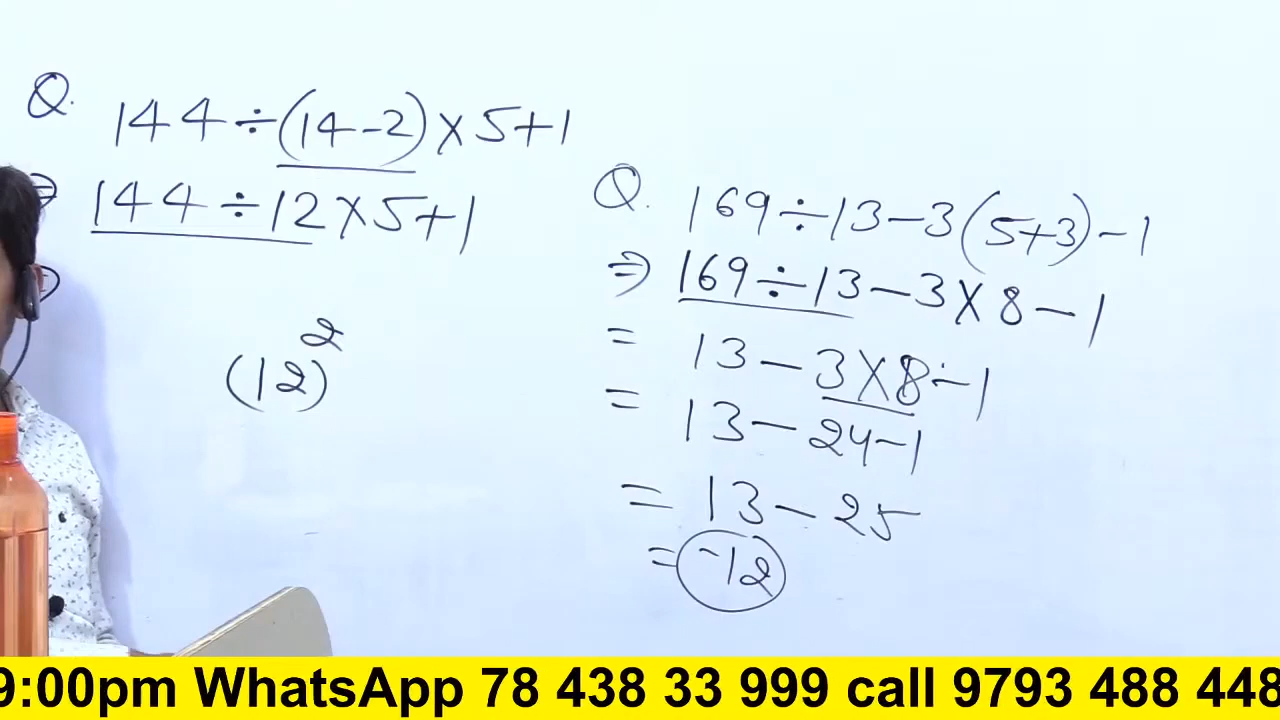 Q. 144÷(14-2)×5+1
⇒ 144÷12×5+1
⇒
(12)²
Q. 169÷13-3(5+3)-1
⇒ 169÷13-3×8-1
= 13-3×8-1
= 13-24-1
= 13-25
= -12
9:00pm WhatsApp 78 438 33 999 call 9793 488 448